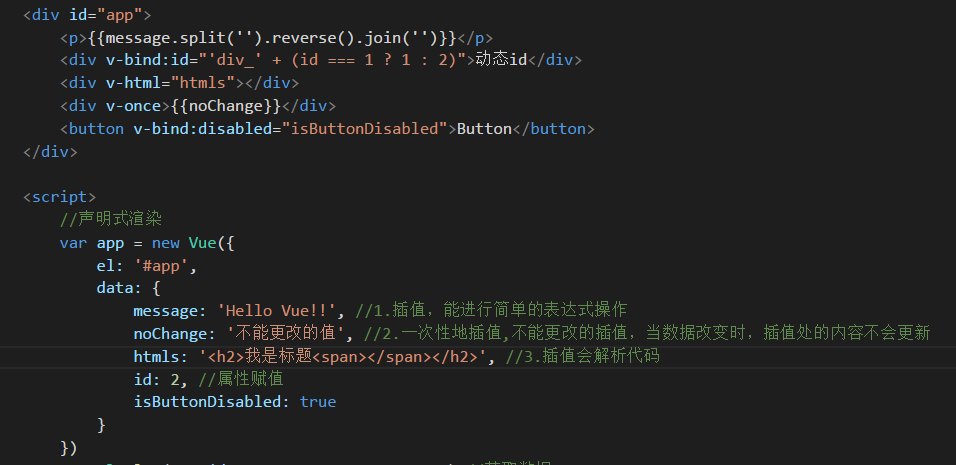 <div id="app">
<p>{{message.split('').reverse().join('')}}</p>
<div v-bind:id="'div_' + (id === 1 ? 1 : 2)">动态id</div>
<div v-html="htmls"></div>
<div v-once>{{noChange}}</div>
<button v-bind:disabled="isButtonDisabled">Button</button>
</div>
<script>
//声明式渲染
var app = new Vue({
el: '#app',
data: {
message: 'Hello Vue!!', //1.插值，能进行简单的表达式操作
noChange: '不能更改的值', //2.一次性地插值,不能更改的插值，当数据改变时，插值处的内容不会更新
htmls: '<h2>我是标题<span></span></h2>', //3.插值会解析代码
id: 2, //属性赋值
isButtonDisabled: true
}
})